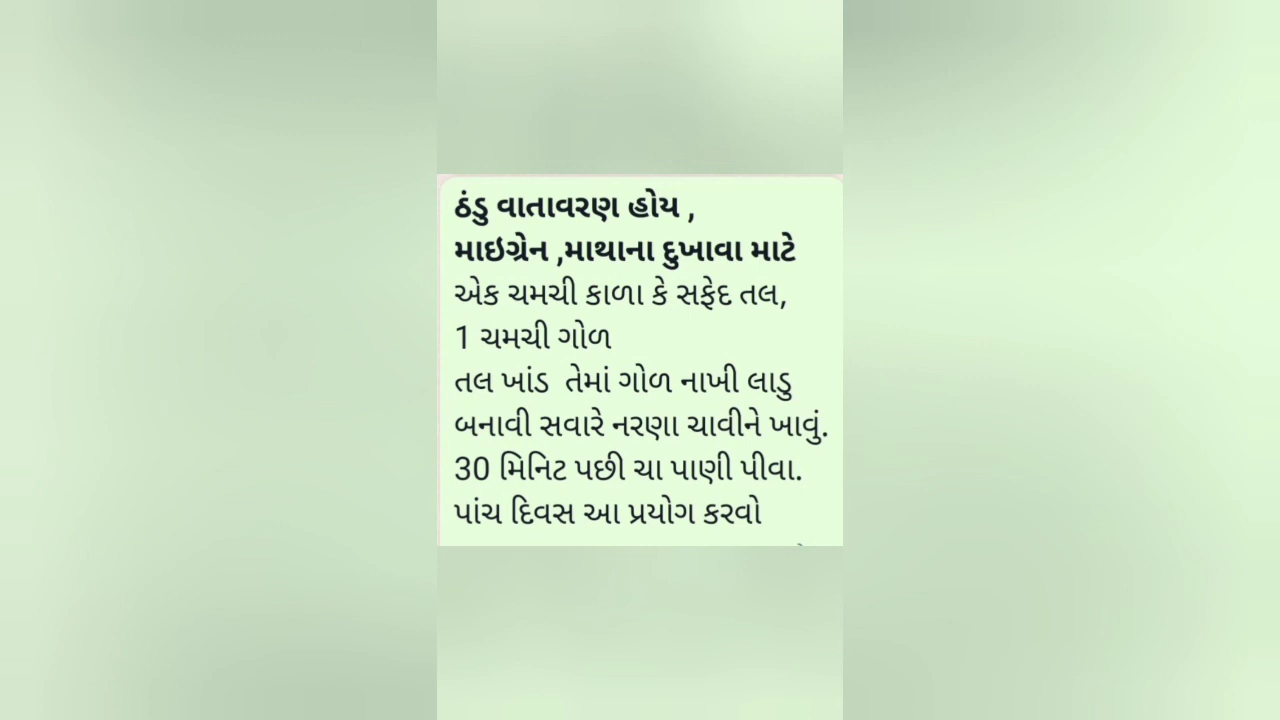 ઠંડુ વાતાવરણ હોય ,
માઇગ્રેન ,માથાના દુખાવા માટે
એક ચમચી કાળા કે સફેદ તલ,
1 ચમચી ગોળ
તલ ખાંડ  તેમાં ગોળ નાખી લાડુ
બનાવી સવારે નરણા ચાવીને ખાવું.
30 મિનિટ પછી ચા પાણી પીવા.
પાંચ દિવસ આ પ્રયોગ કરવો